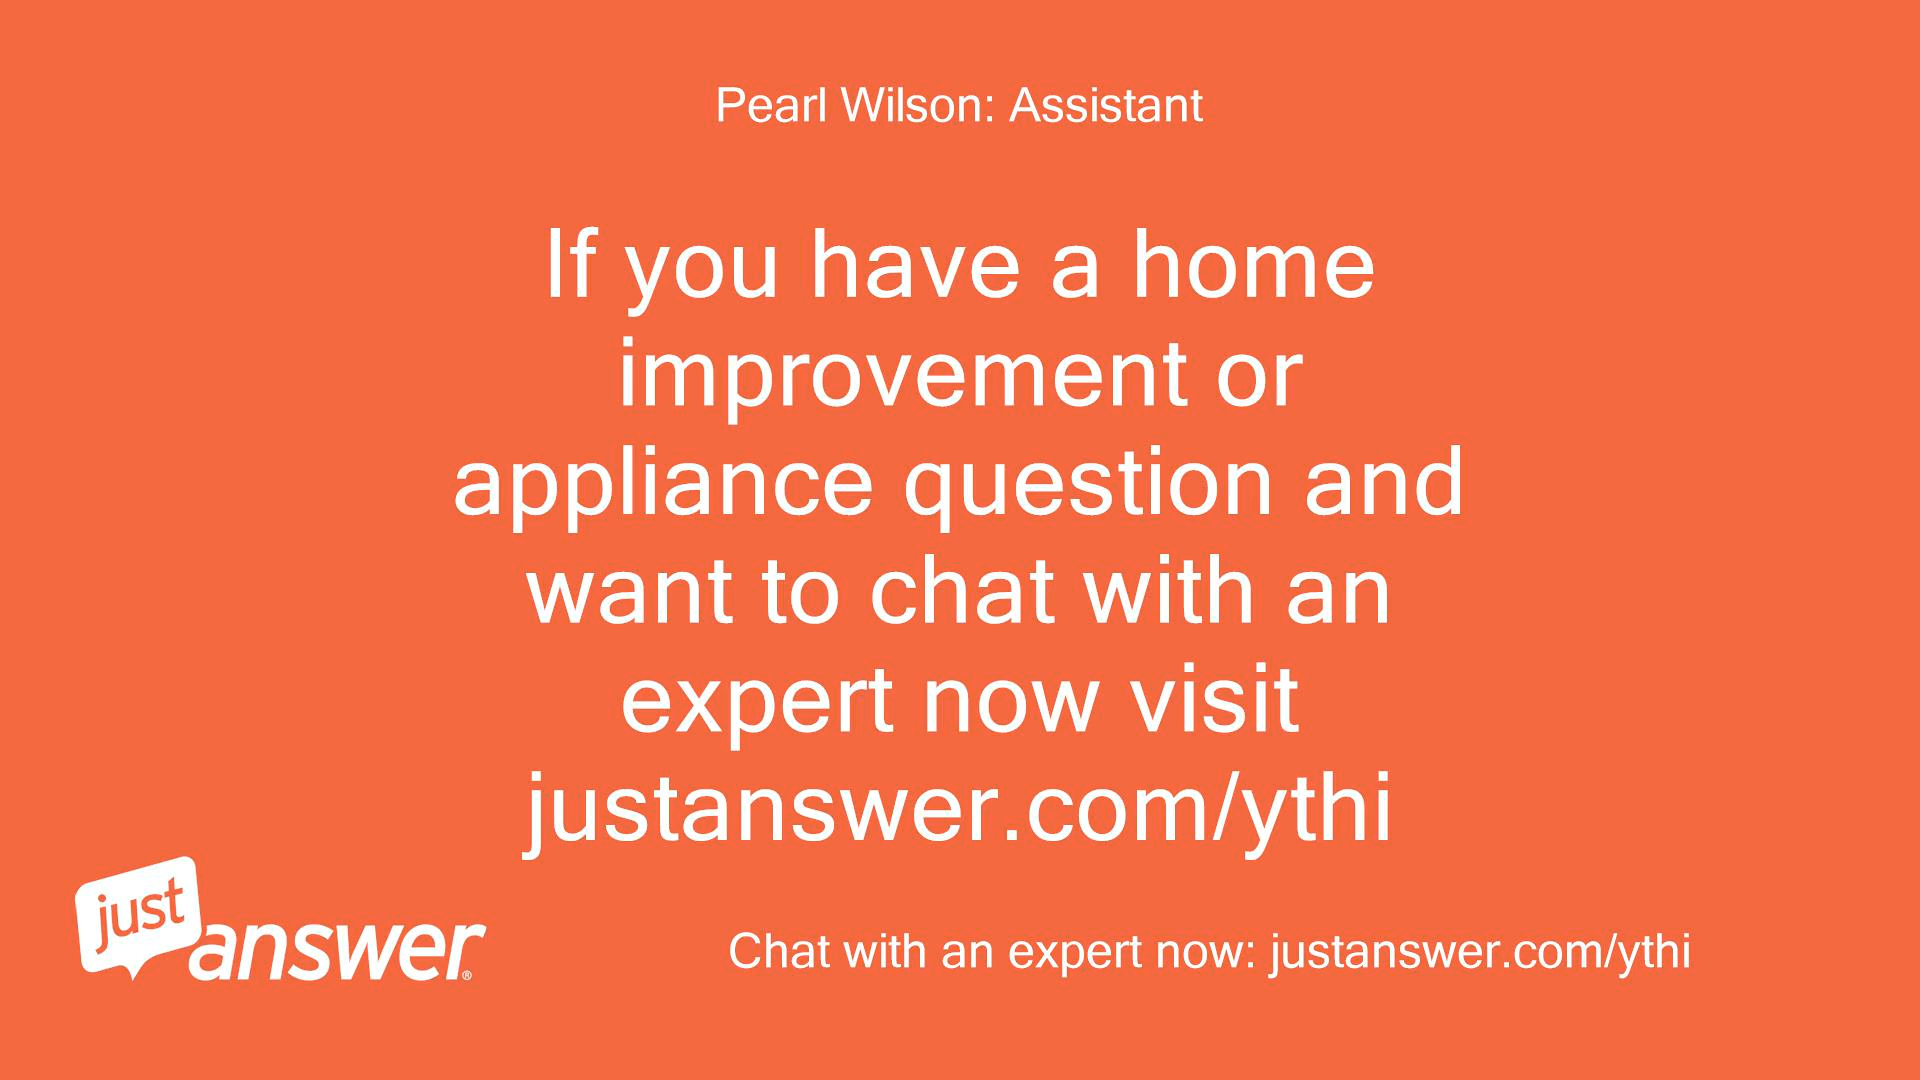 Pearl Wilson: Assistant
If you have a home
improvement or
appliance question and
want to chat with an
expert now visit
justanswer.com/ythi
just
answer®
Chat with an expert now: justanswer.com/ythi